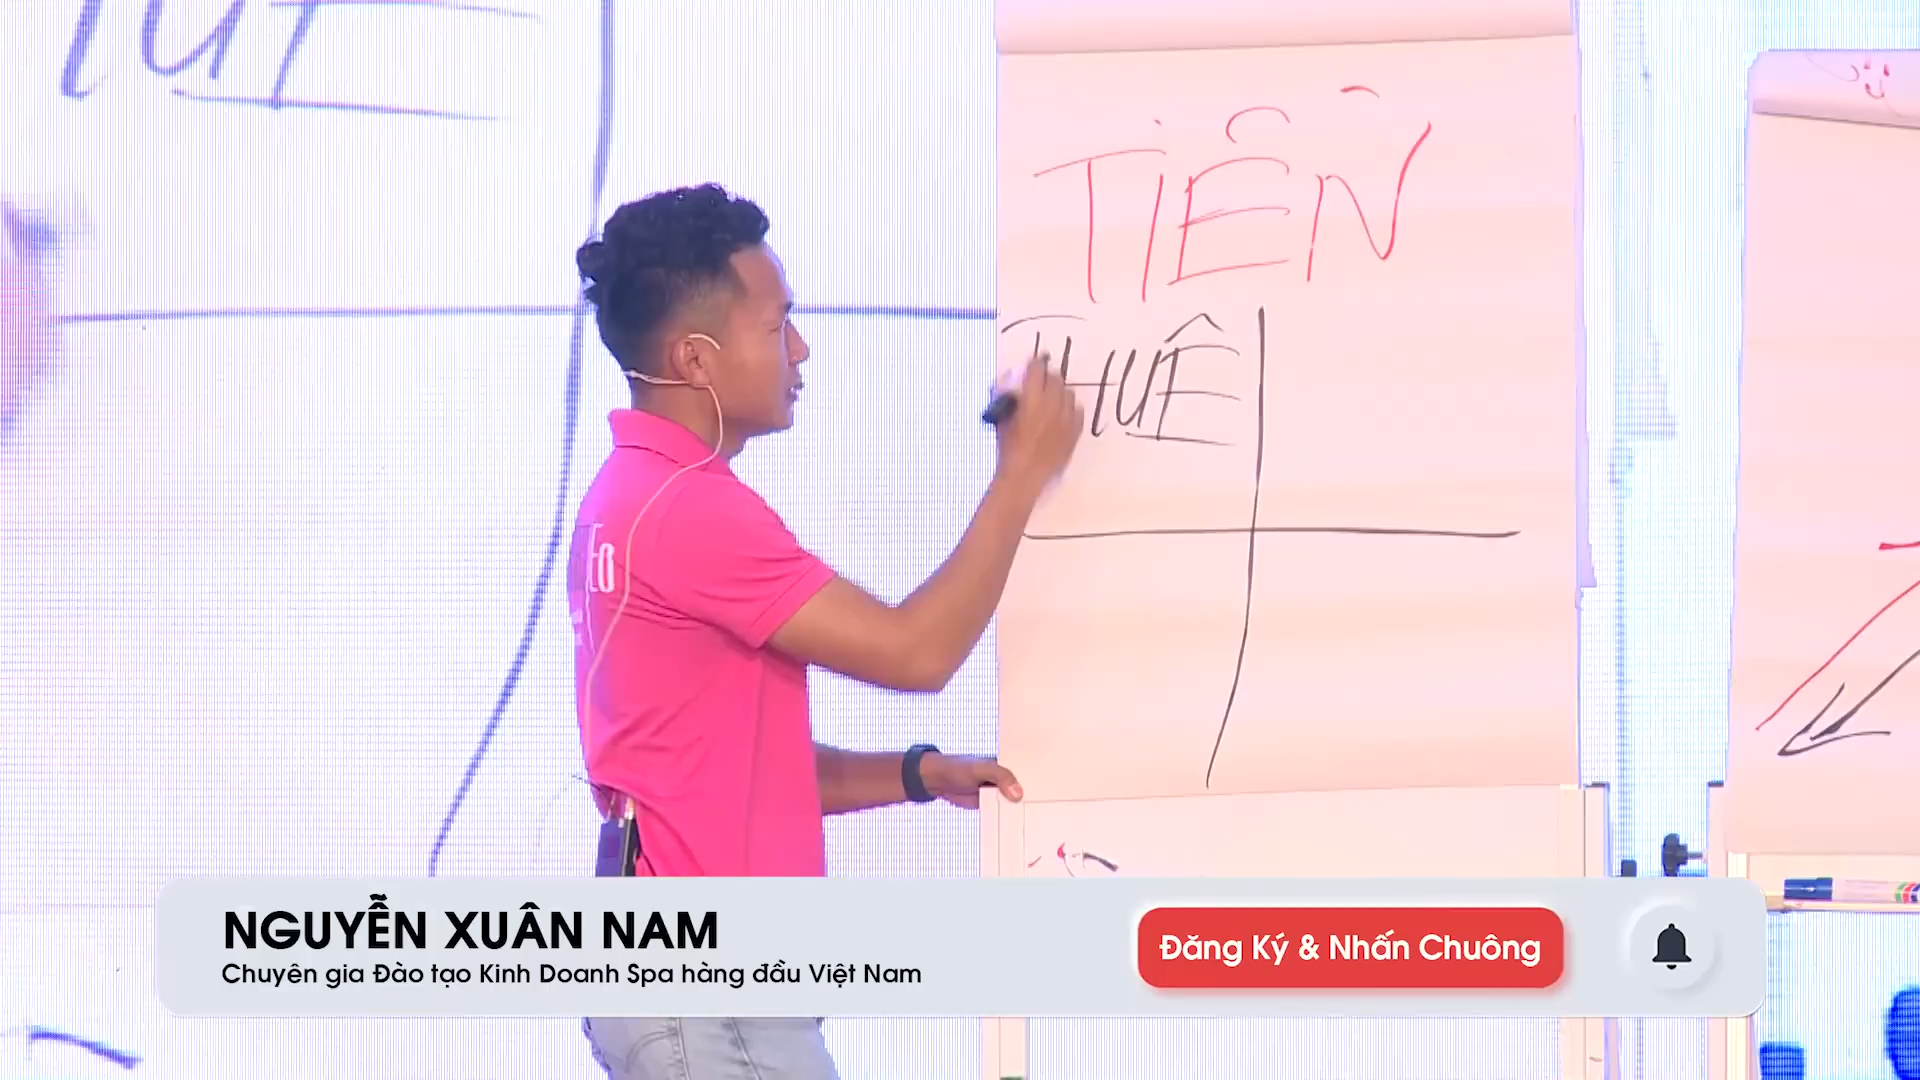 TIỀN
THUÊ
NGUYỄN XUÂN NAM
Chuyên gia Đào tạo Kinh Doanh Spa hàng đầu Việt Nam
Đăng Ký & Nhấn Chuông